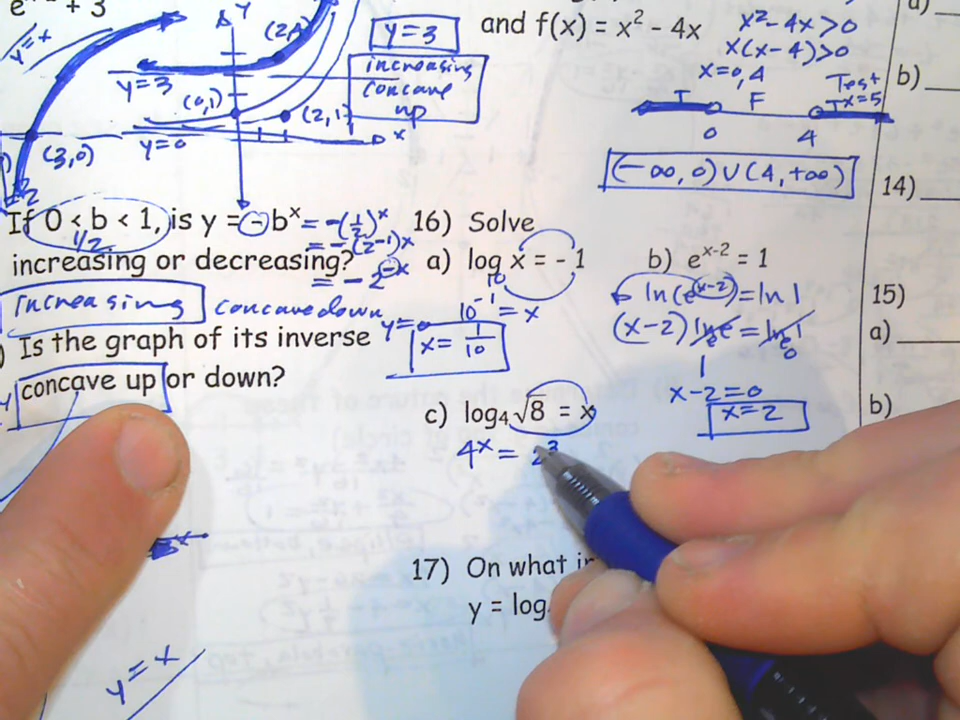 + 3
y=x
Y
(2,4)
y=3
y=3
increasing
concave
up
(0,1)
(2,1)
x
y=0
(3,0)
and f(x) = x² - 4x
x²-4x>0
x(x-4)>0
x=0,4
Test
x=5
T
F
T
0
4
(-∞,0)∪(4,+∞)
b)
14)
If 0 < b < 1, is y = -bˣ = -(½)ˣ
1/2
= -(2⁻¹)ˣ
increasing or decreasing?
= -2⁻ˣ
increasing
concave down
y=0
Is the graph of its inverse
concave up or down?
16) Solve
a) log x = -1
10
10⁻¹ = x
x = 1/10
b) eˣ⁻² = 1
ln(e⁽ˣ⁻²⁾)=ln1
(x-2) ln e = ln 1
1
0
x-2=0
x=2
15)
a)
b)
c) log₄√8 = x
4ˣ = 2³
17) On what
y = log
y=x